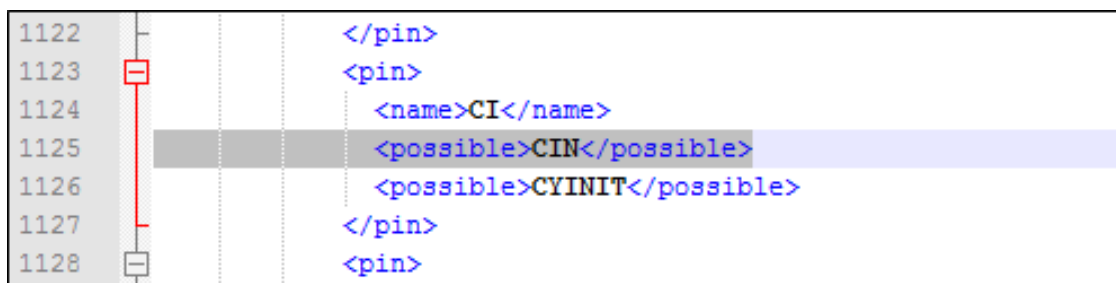 1122 </pin>
1123 <pin>
1124 <name>CI</name>
1125 <possible>CIN</possible>
1126 <possible>CYINIT</possible>
1127 </pin>
1128 <pin>